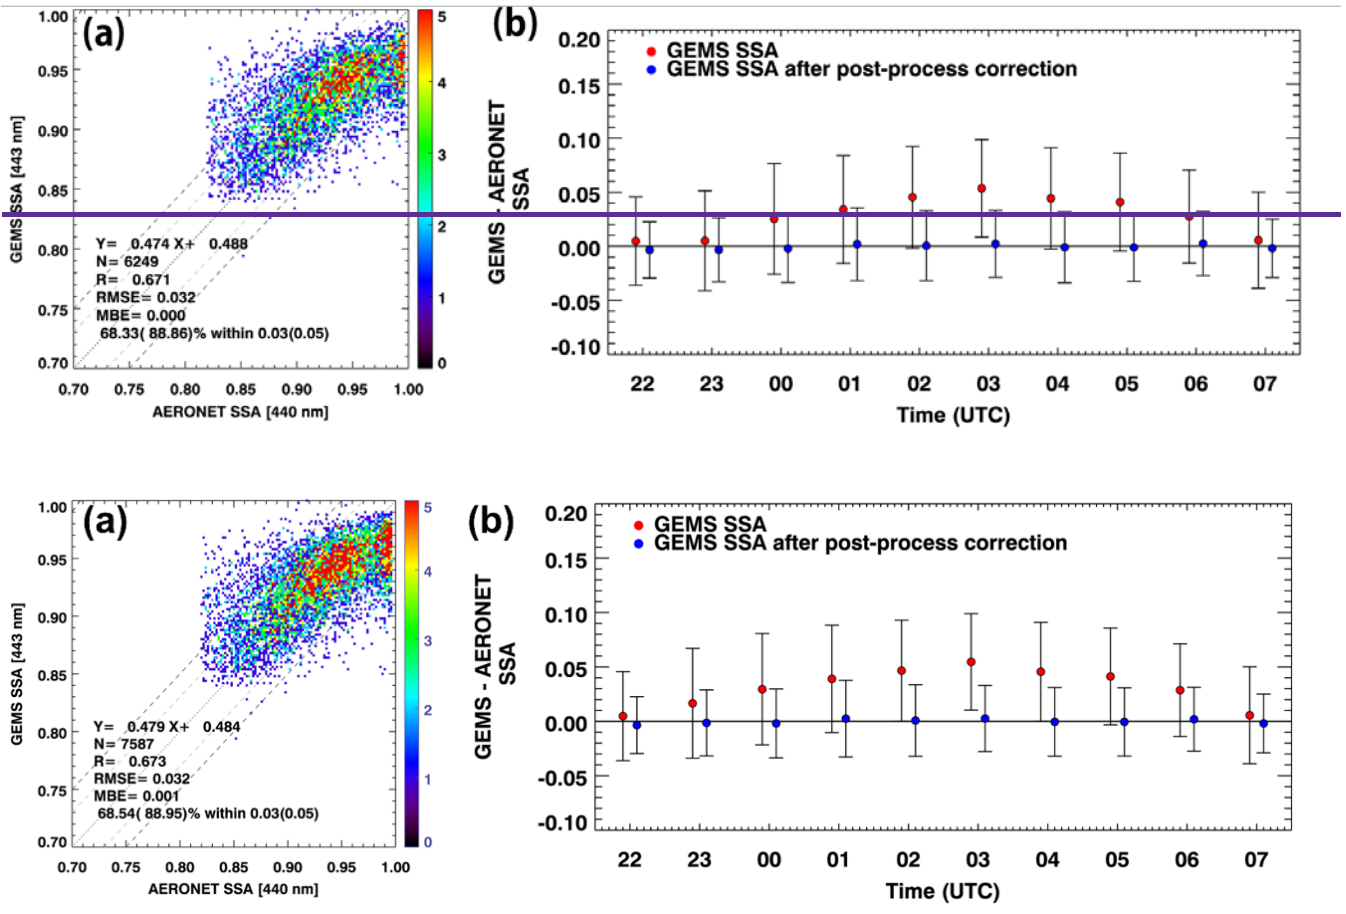 (a)
1.00
0.95
0.90
0.85
0.80
0.75
0.70
GEMS SSA [443 nm]
Y= 0.474 X+ 0.488
N= 6249
R= 0.671
RMSE= 0.032
MBE= 0.000
68.33( 88.86)% within 0.03(0.05)
0.70 0.75 0.80 0.85 0.90 0.95 1.00
AERONET SSA [440 nm]
5
4
3
2
1
0
(b)
GEMS SSA
GEMS SSA after post-process correction
0.20
0.15
0.10
0.05
0.00
-0.05
-0.10
GEMS - AERONET
SSA
22 23 00 01 02 03 04 05 06 07
Time (UTC)
(a)
1.00
0.95
0.90
0.85
0.80
0.75
0.70
GEMS SSA [443 nm]
Y= 0.479 X+ 0.484
N= 7587
R= 0.673
RMSE= 0.032
MBE= 0.001
68.54( 88.95)% within 0.03(0.05)
0.70 0.75 0.80 0.85 0.90 0.95 1.00
AERONET SSA [440 nm]
5
4
3
2
1
0
(b)
GEMS SSA
GEMS SSA after post-process correction
0.20
0.15
0.10
0.05
0.00
-0.05
-0.10
GEMS - AERONET
SSA
22 23 00 01 02 03 04 05 06 07
Time (UTC)